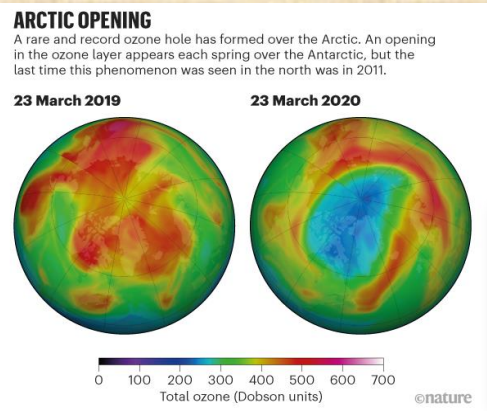 ARCTIC OPENING
A rare and record ozone hole has formed over the Arctic. An opening
in the ozone layer appears each spring over the Antarctic, but the
last time this phenomenon was seen in the north was in 2011.
23 March 2019 23 March 2020
0 100 200 300 400 500 600 700
Total ozone (Dobson units)
©nature